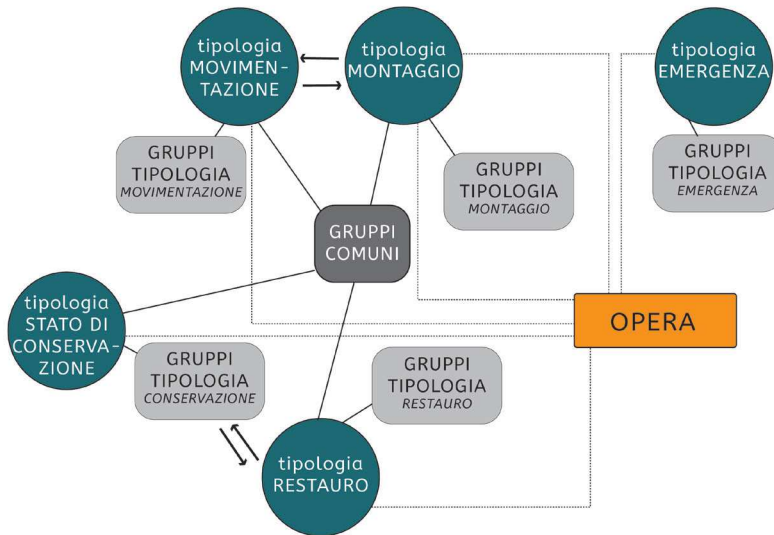 tipologia
MOVIMEN-
TAZIONE
tipologia
MONTAGGIO
tipologia
EMERGENZA
GRUPPI
TIPOLOGIA
MOVIMENTAZIONE
GRUPPI
TIPOLOGIA
MONTAGGIO
GRUPPI
TIPOLOGIA
EMERGENZA
GRUPPI
COMUNI
tipologia
STATO DI
CONSERVA-
ZIONE
OPERA
GRUPPI
TIPOLOGIA
CONSERVAZIONE
GRUPPI
TIPOLOGIA
RESTAURO
tipologia
RESTAURO